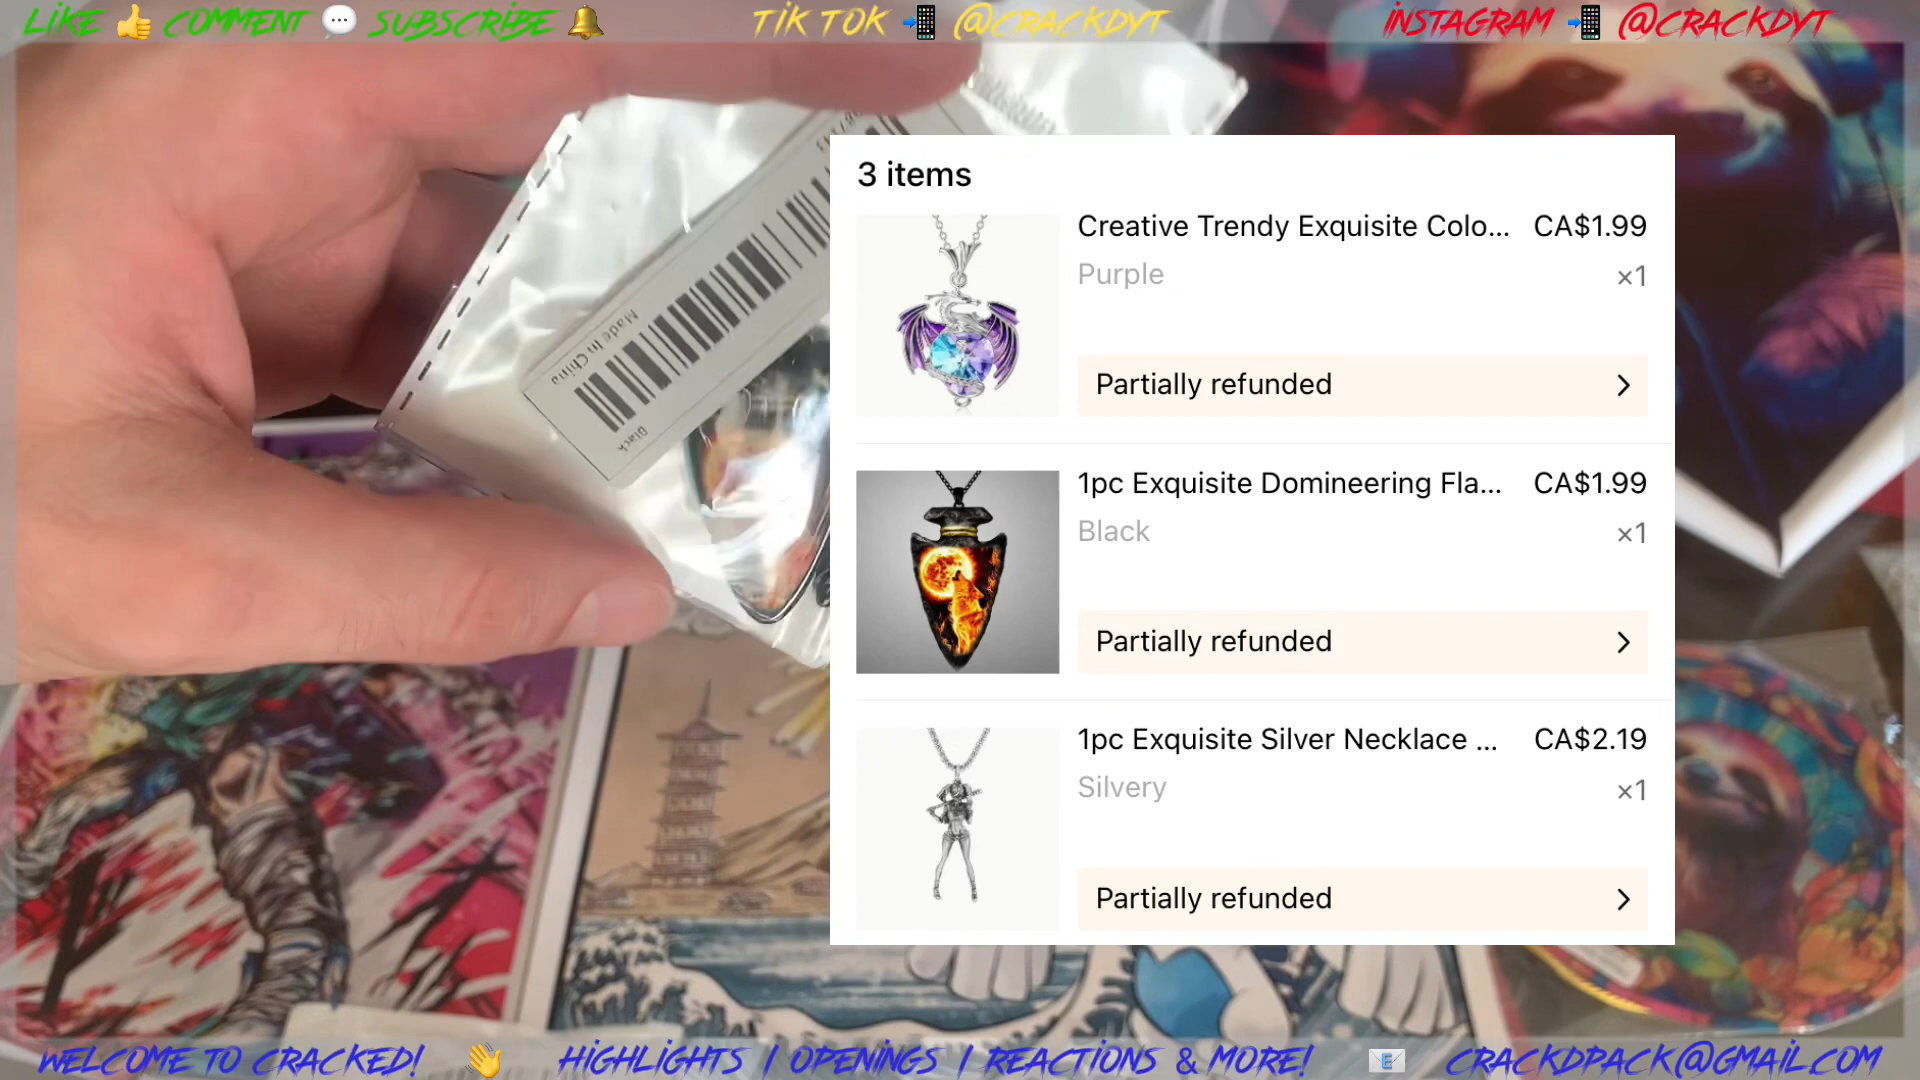 LIKE 👍 COMMENT 💬 SUBSCRIBE 🔔
TIK TOK 📲 @CRACKDYT
INSTAGRAM 📲 @CRACKDYT
Made In China
Black
3 items
Creative Trendy Exquisite Colo... CA$1.99
Purple ×1
Partially refunded
1pc Exquisite Domineering Fla... CA$1.99
Black ×1
Partially refunded
1pc Exquisite Silver Necklace ... CA$2.19
Silvery ×1
Partially refunded
WELCOME TO CRACKED! 👋 HIGHLIGHTS | OPENINGS | REACTIONS & MORE! 📧 CRACKDPACK@GMAIL.COM